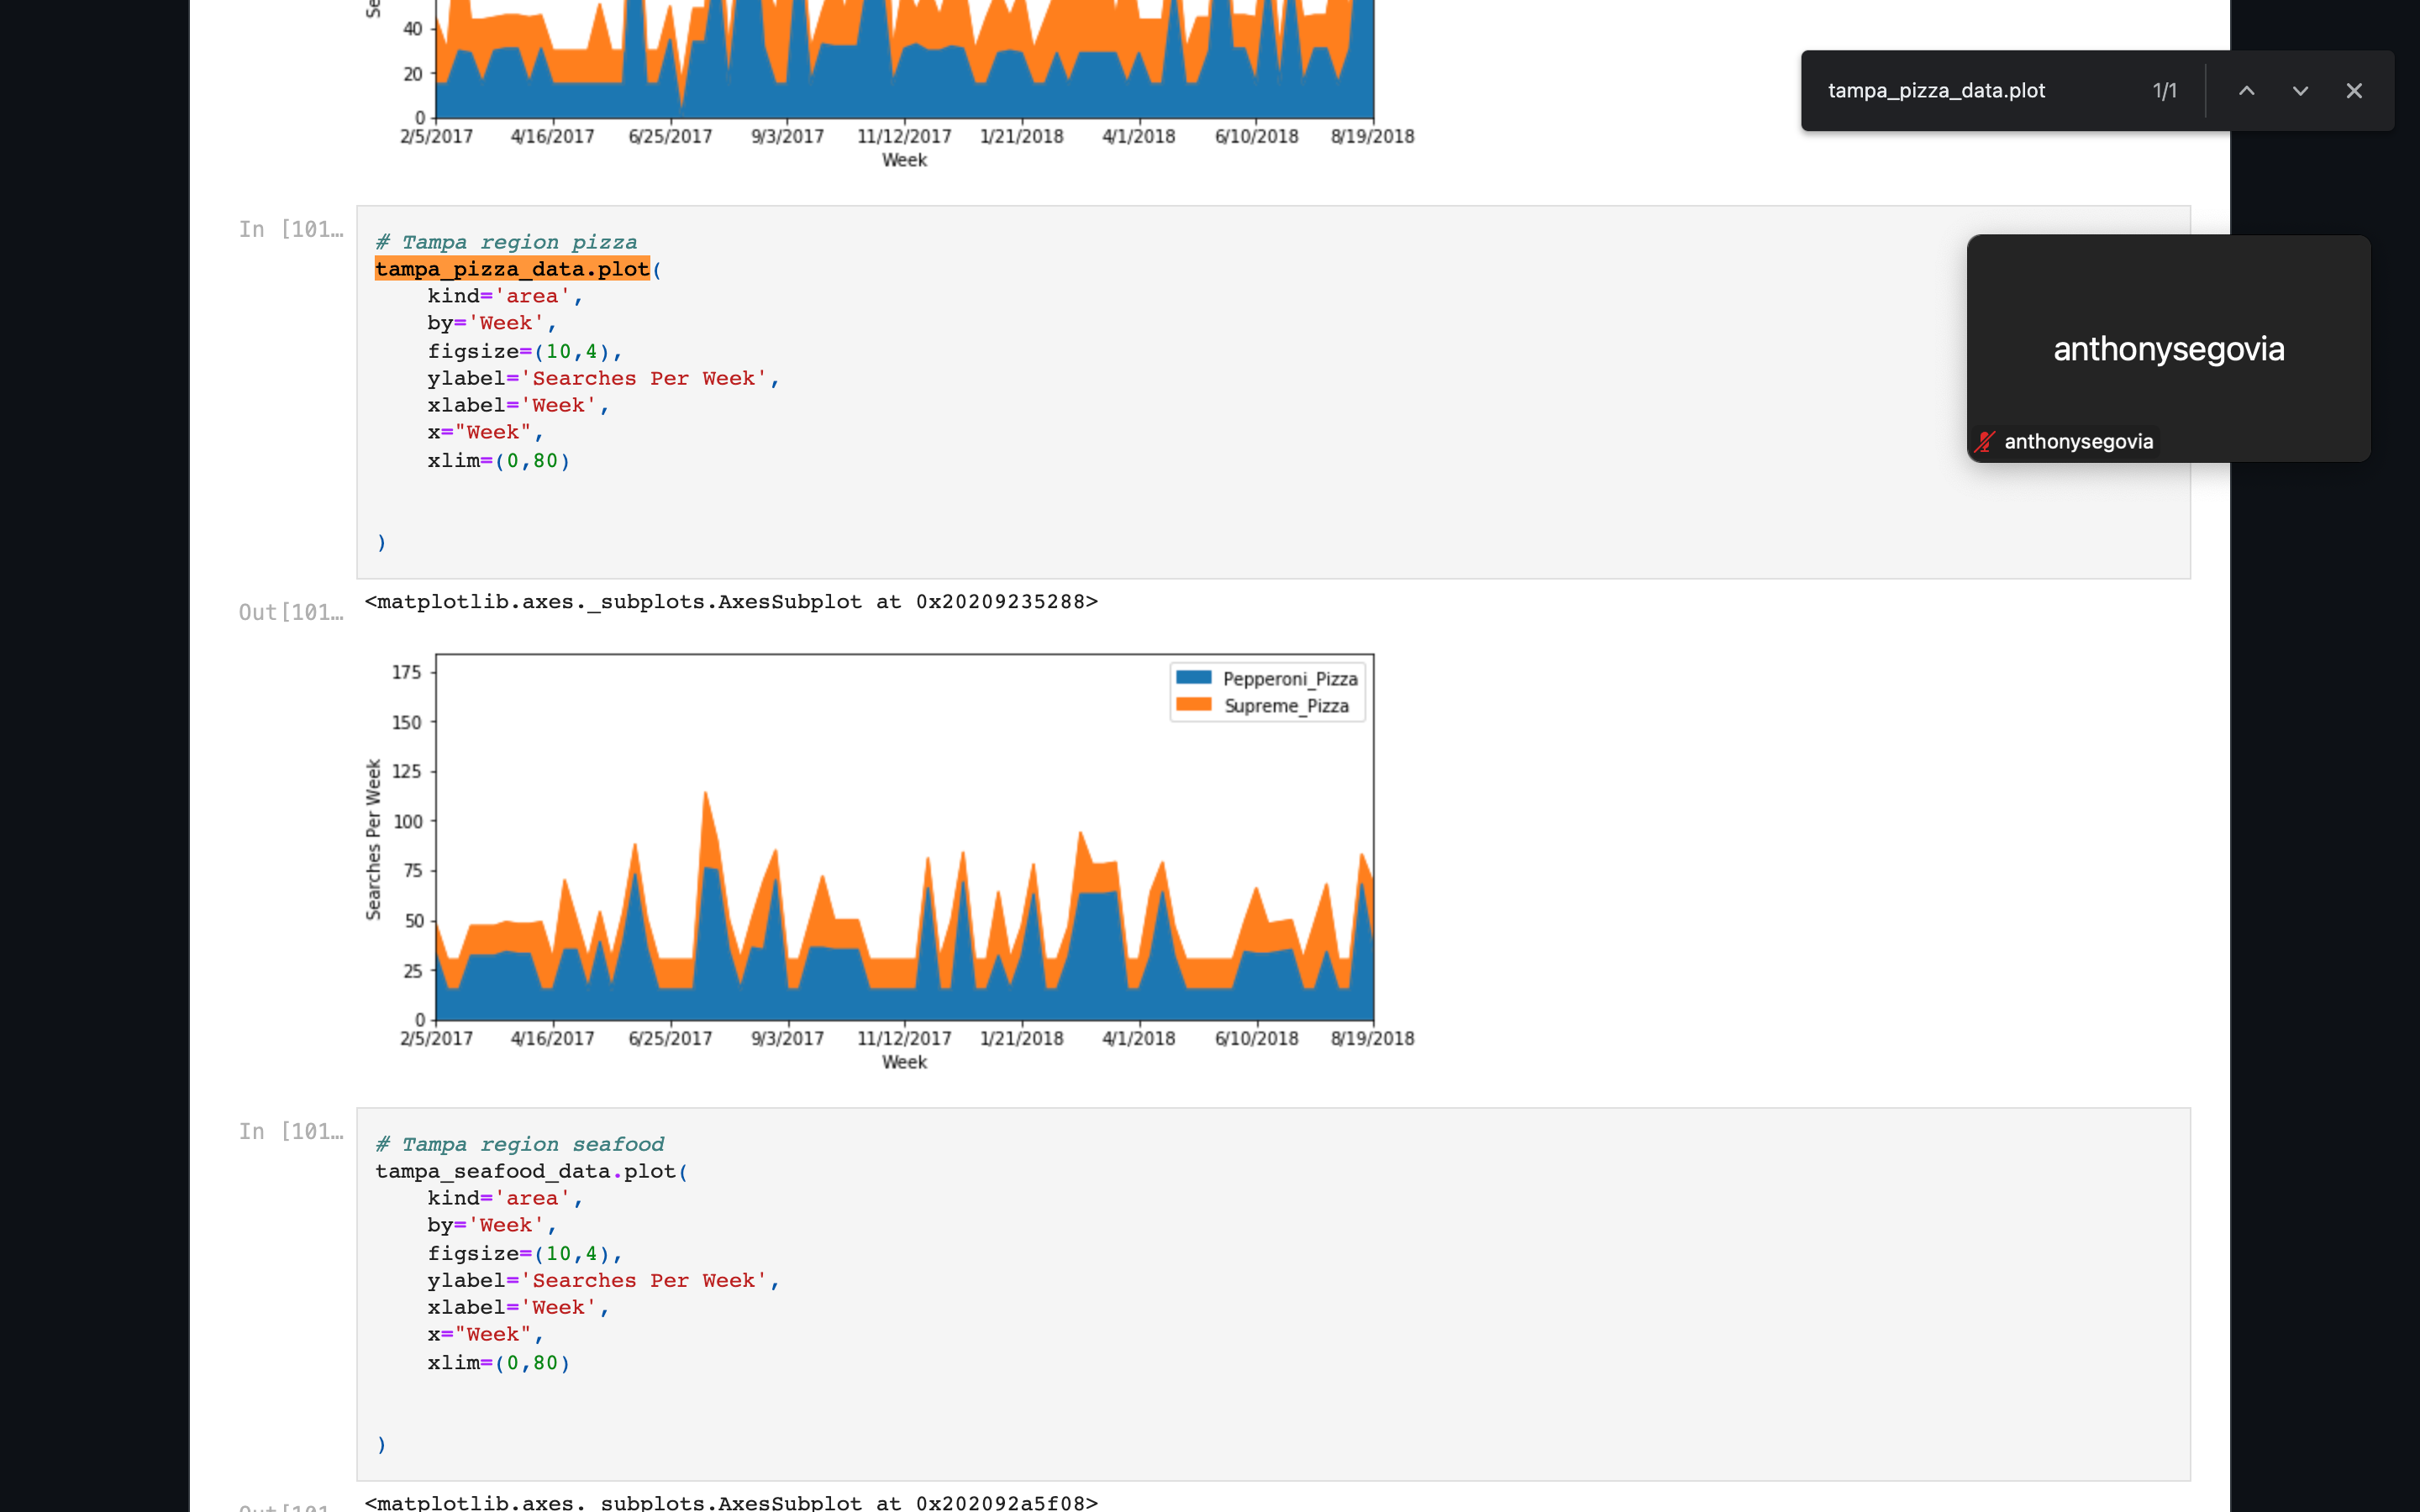 Se
40
20
0
2/5/2017 4/16/2017 6/25/2017 9/3/2017 11/12/2017 1/21/2018 4/1/2018 6/10/2018 8/19/2018
Week
tampa_pizza_data.plot 1/1
In [101…
# Tampa region pizza
tampa_pizza_data.plot(
kind='area',
by='Week',
figsize=(10,4),
ylabel='Searches Per Week',
xlabel='Week',
x="Week",
xlim=(0,80)
)
anthonysegovia
anthonysegovia
Out[101…
<matplotlib.axes._subplots.AxesSubplot at 0x20209235288>
175
150
125
100
75
50
25
0
Searches Per Week
Pepperoni_Pizza
Supreme_Pizza
2/5/2017 4/16/2017 6/25/2017 9/3/2017 11/12/2017 1/21/2018 4/1/2018 6/10/2018 8/19/2018
Week
In [101…
# Tampa region seafood
tampa_seafood_data.plot(
kind='area',
by='Week',
figsize=(10,4),
ylabel='Searches Per Week',
xlabel='Week',
x="Week",
xlim=(0,80)
)
Out[101…
<matplotlib.axes._subplots.AxesSubplot at 0x202092a5f08>